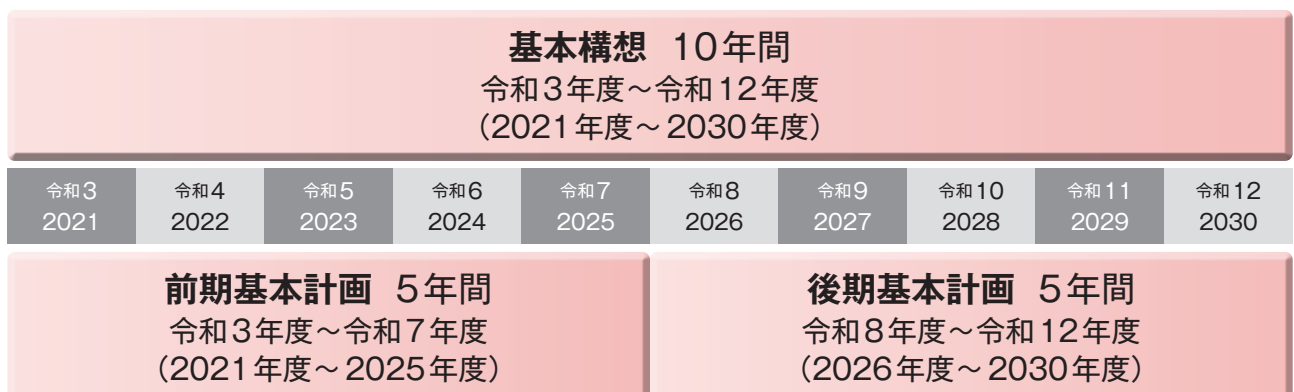 基本構想 10年間
令和3年度～令和12年度
（2021年度～2030年度）
令和3 令和4 令和5 令和6 令和7 令和8 令和9 令和10 令和11 令和12
2021 2022 2023 2024 2025 2026 2027 2028 2029 2030
前期基本計画 5年間
令和3年度～令和7年度
（2021年度～2025年度）
後期基本計画 5年間
令和8年度～令和12年度
（2026年度～2030年度）